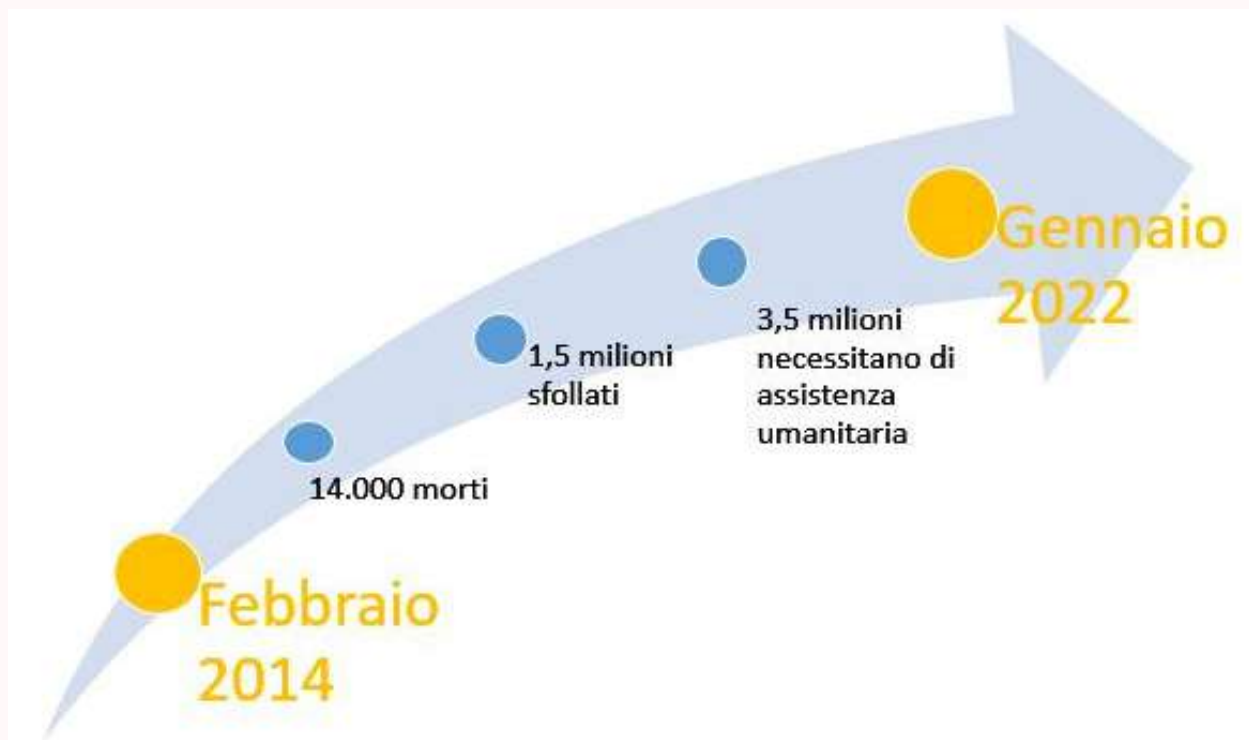 Febbraio
2014
14.000 morti
1,5 milioni
sfollati
3,5 milioni
necessitano di
assistenza
umanitaria
Gennaio
2022